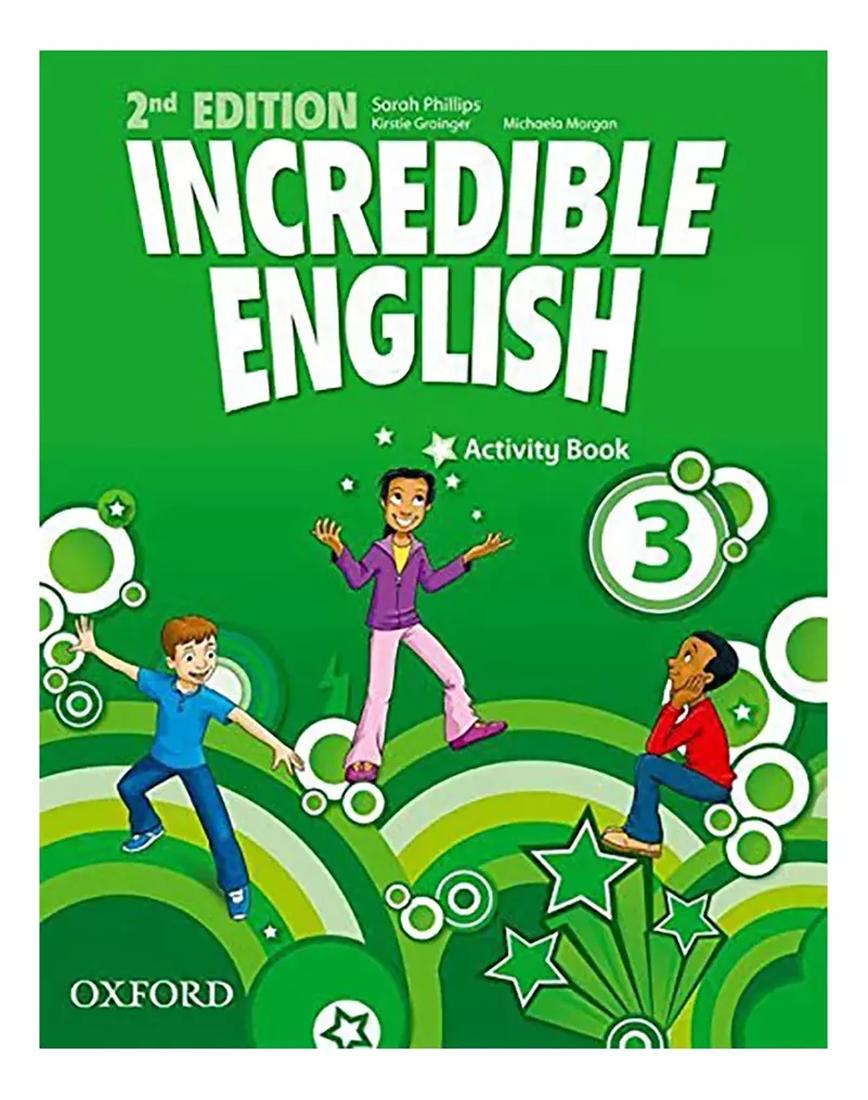 2nd EDITION
Sarah Phillips
Kirstie Grainger Michaela Morgan
INCREDIBLE
ENGLISH
Activity Book
3
OXFORD